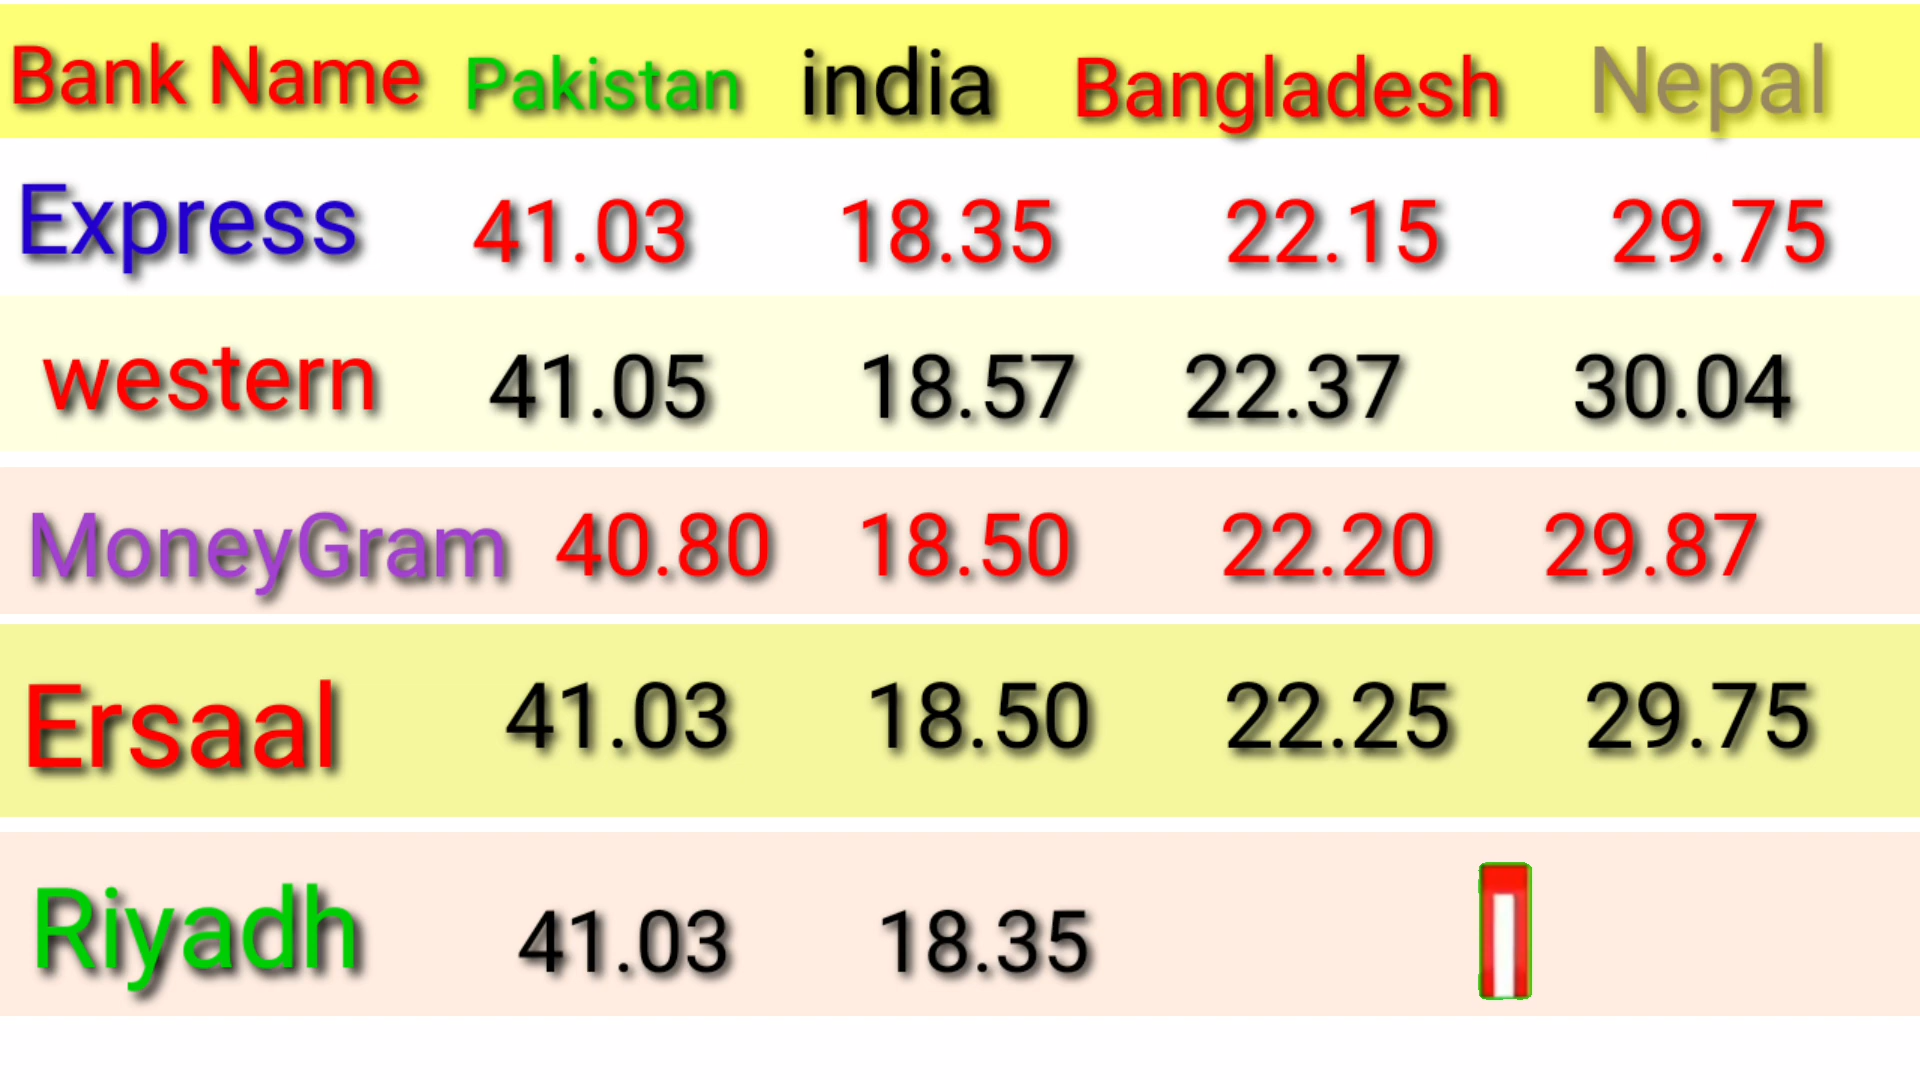 Bank Name Pakistan india Bangladesh Nepal
Express 41.03 18.35 22.15 29.75
western 41.05 18.57 22.37 30.04
MoneyGram 40.80 18.50 22.20 29.87
Ersaal 41.03 18.50 22.25 29.75
Riyadh 41.03 18.35